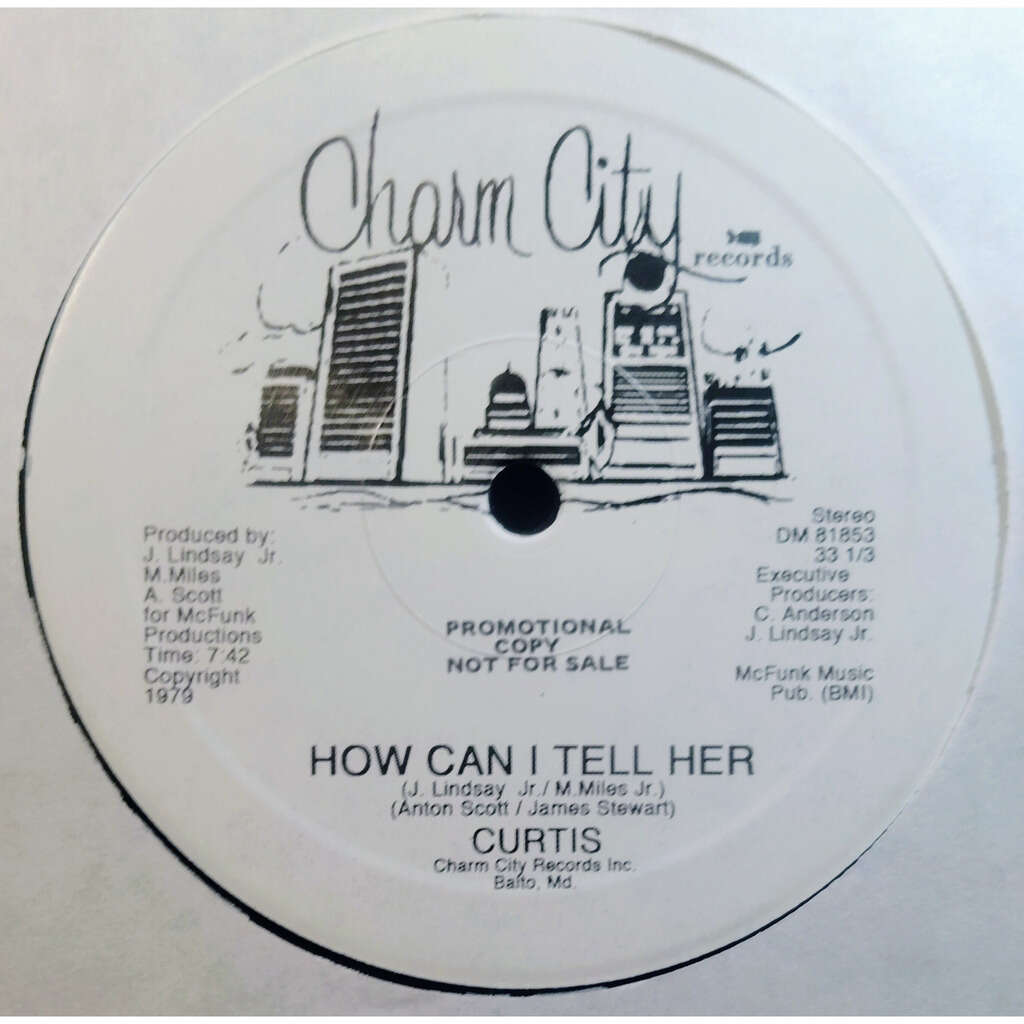 Charm City
records
Produced by:
J. Lindsay Jr.
M.Miles
A. Scott
for McFunk
Productions
Time: 7:42
Copyright
1979
Stereo
DM 81853
33 1/3
Executive
Producers:
C. Anderson
J. Lindsay Jr.
McFunk Music
Pub. (BMI)
PROMOTIONAL
COPY
NOT FOR SALE
HOW CAN I TELL HER
(J. Lindsay Jr./ M.Miles Jr.)
(Anton Scott / James Stewart)
CURTIS
Charm City Records Inc.
Balto, Md.